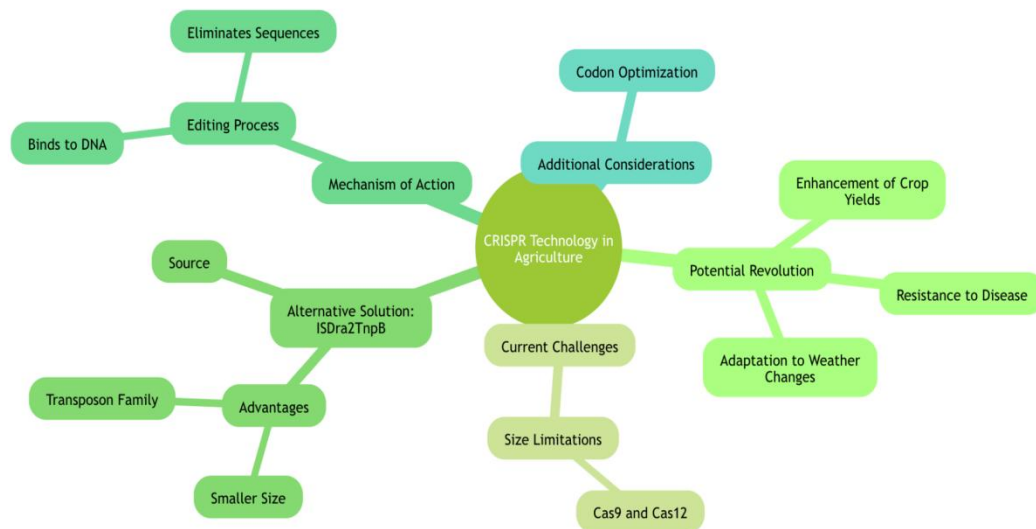 Eliminates Sequences
Codon Optimization
Editing Process
Binds to DNA
Additional Considerations
Mechanism of Action
Enhancement of Crop
Yields
CRISPR Technology in
Agriculture
Source
Potential Revolution
Resistance to Disease
Alternative Solution:
ISDra2TnpB
Current Challenges
Adaptation to Weather
Changes
Transposon Family
Advantages
Size Limitations
Smaller Size
Cas9 and Cas12